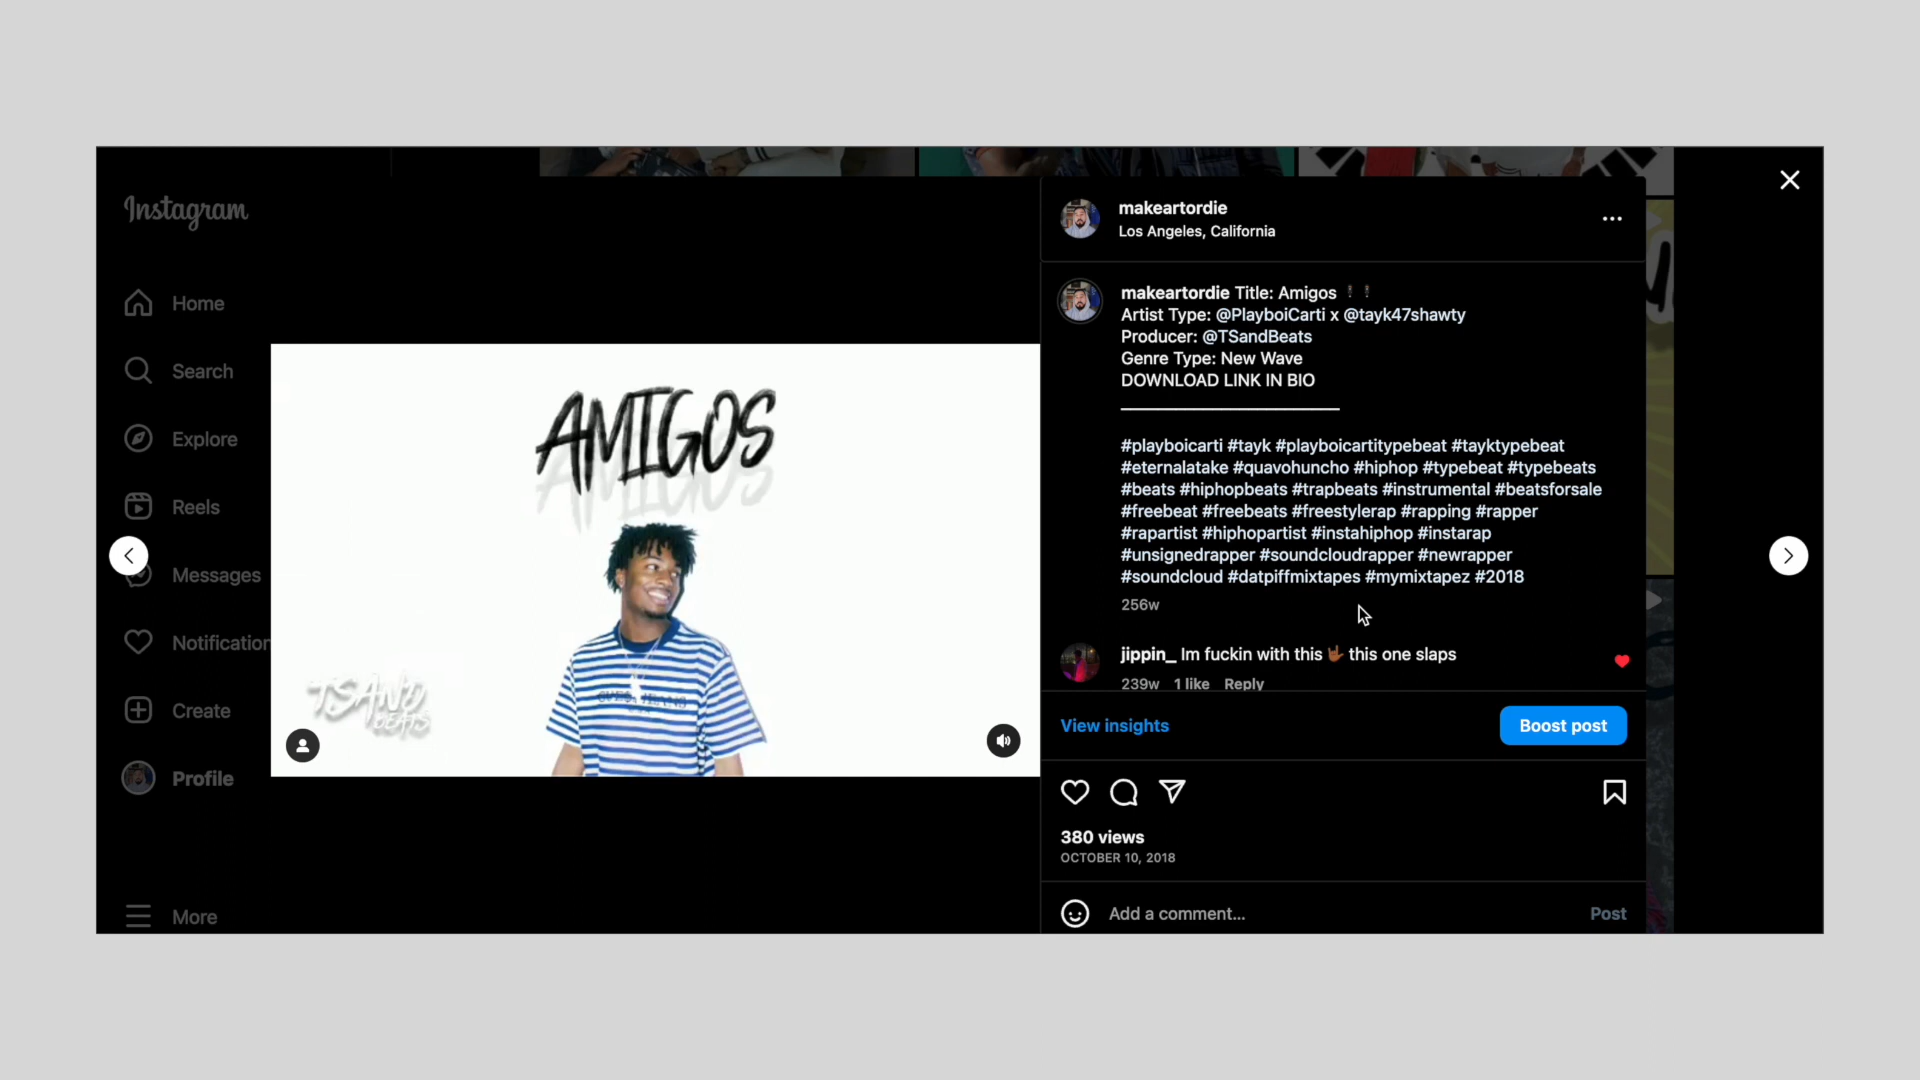 Instagram
Home
Search
Explore
Reels
Messages
Notification
Create
Profile
More
AMIGOS
TSAND
BEATS
makeartordie
Los Angeles, California
makeartordie Title: Amigos
Artist Type: @PlayboiCarti x @tayk47shawty
Producer: @TSandBeats
Genre Type: New Wave
DOWNLOAD LINK IN BIO
#playboicarti #tayk #playboicartitypebeat #tayktypebeat
#eternalatake #quavohuncho #hiphop #typebeat #typebeats
#beats #hiphopbeats #trapbeats #instrumental #beatsforsale
#freebeat #freebeats #freestylerap #rapping #rapper
#rapartist #hiphopartist #instahiphop #instarap
#unsignedrapper #soundcloudrapper #newrapper
#soundcloud #datpiffmixtapes #mymixtapez #2018
256w
jippin_ Im fuckin with this 🤟🏾 this one slaps
239w 1 like Reply
View insights
Boost post
380 views
OCTOBER 10, 2018
Add a comment...
Post